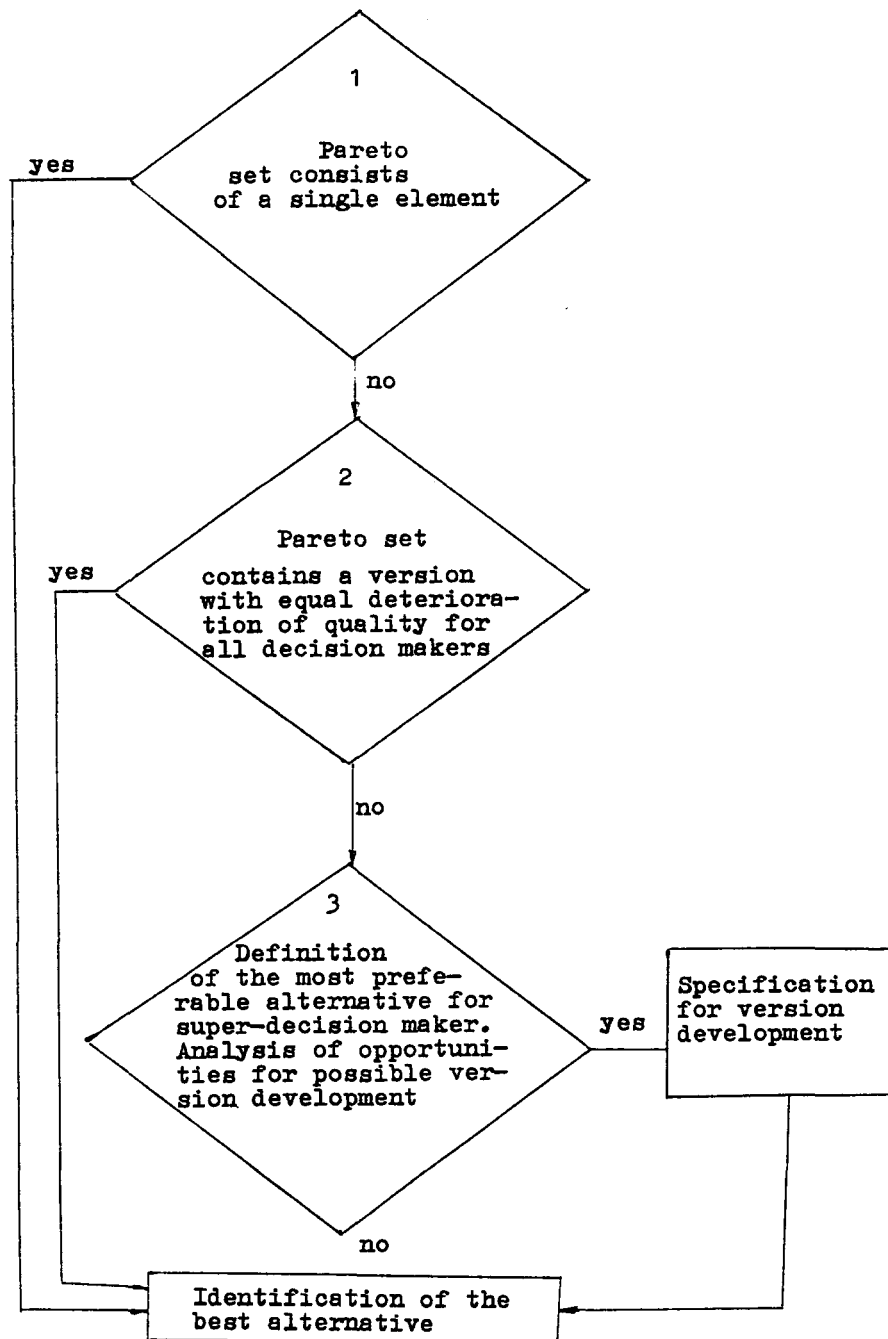 1
Pareto
set consists
of a single element
yes
no
2
Pareto set
contains a version
with equal deteriora-
tion of quality for
all decision makers
yes
no
3
Definition
of the most prefe-
rable alternative for
super-decision maker.
Analysis of opportuni-
ties for possible ver-
sion development
yes
Specification
for version
development
no
Identification of the
best alternative